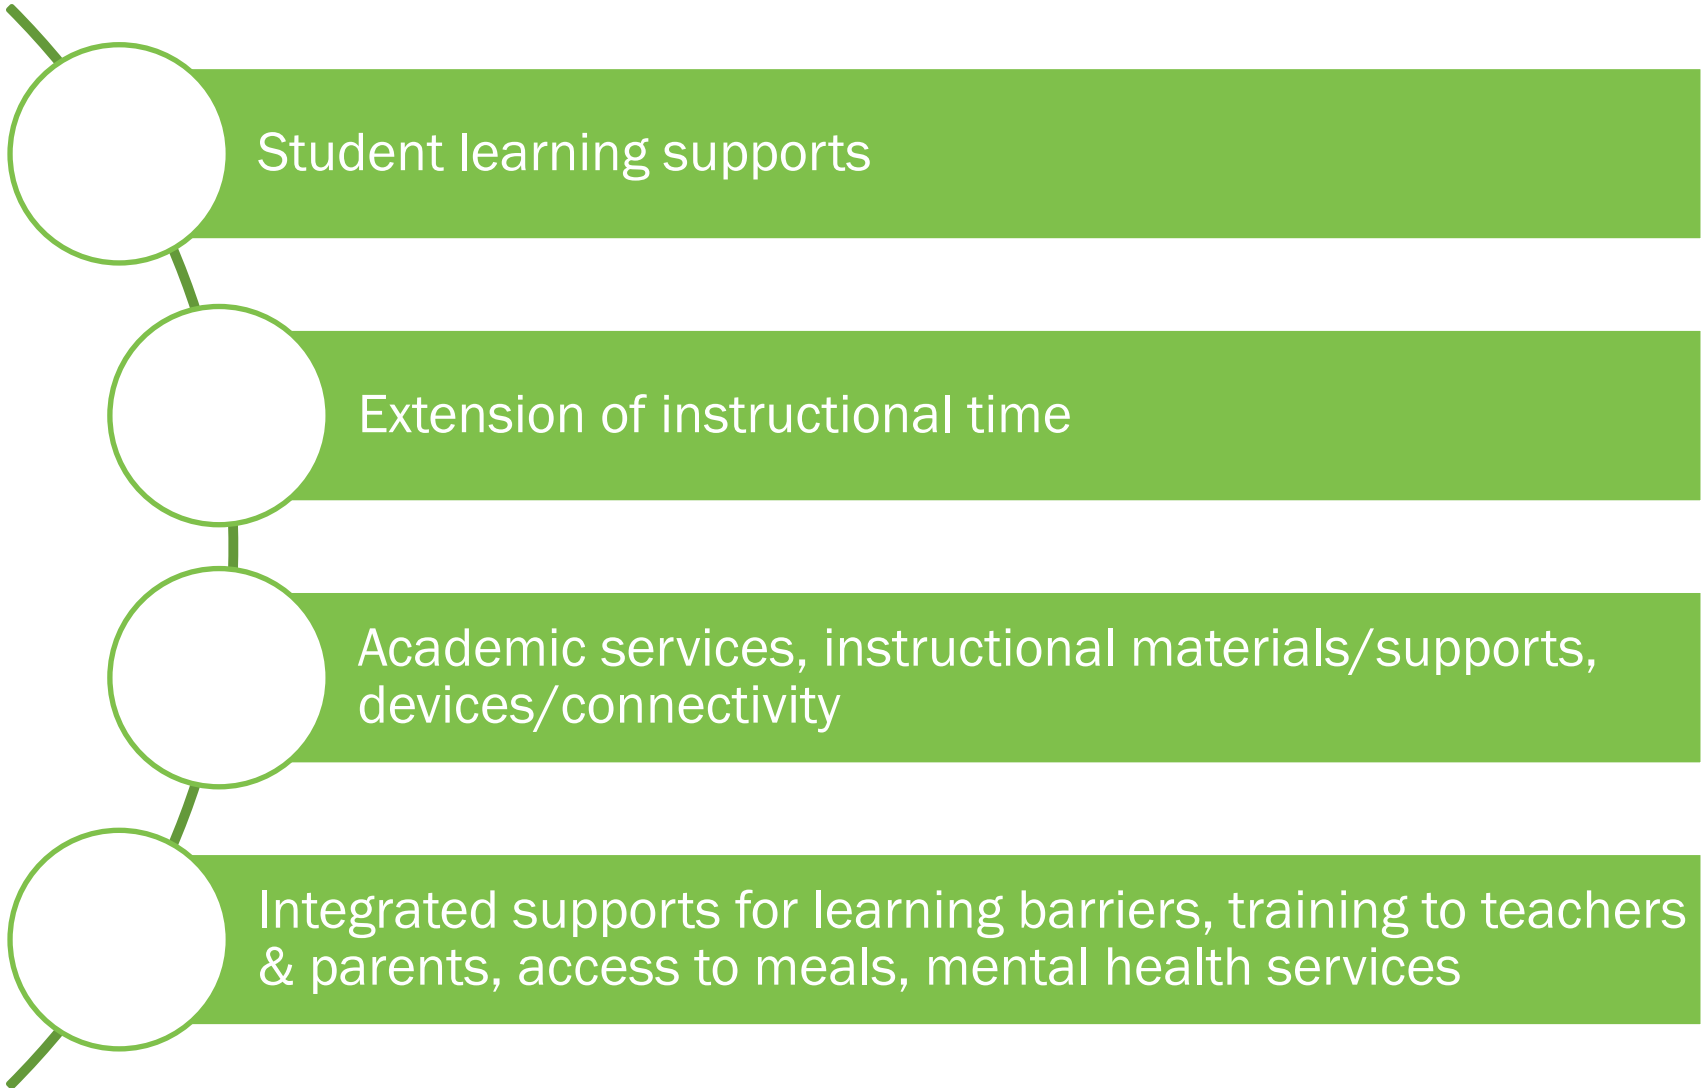 Student learning supports
Extension of instructional time
Academic services, instructional materials/supports,
devices/connectivity
Integrated supports for learning barriers, training to teachers
& parents, access to meals, mental health services